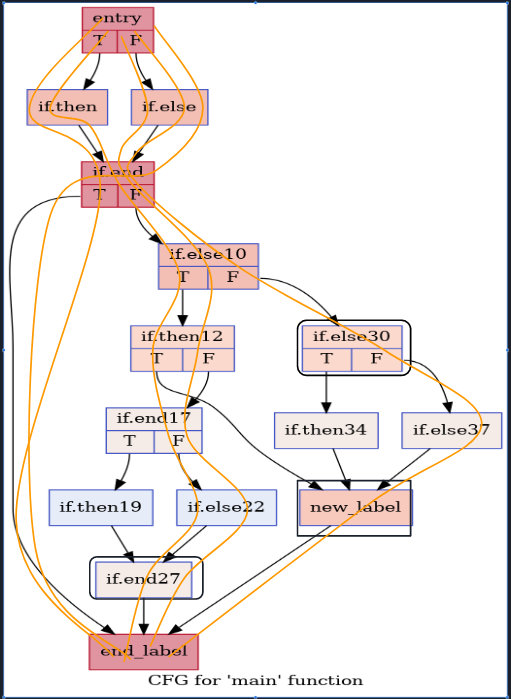 entry
T F
if.then if.else
if.end
T F
if.else10
T F
if.then12 if.else30
T F T F
if.end17 if.then34 if.else37
T F
if.then19 if.else22 new_label
if.end27
end_label
CFG for 'main' function